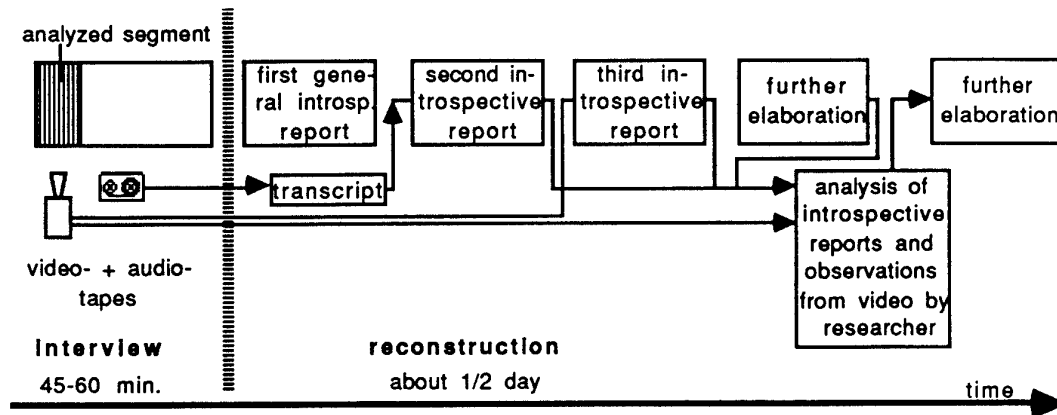 analyzed segment
first gene-
ral introsp.
report
second in-
trospective
report
third in-
trospective
report
further
elaboration
further
elaboration
transcript
analysis of
introspective
reports and
observations
from video by
researcher
video- + audio-
tapes
interview
45-60 min.
reconstruction
about 1/2 day
time